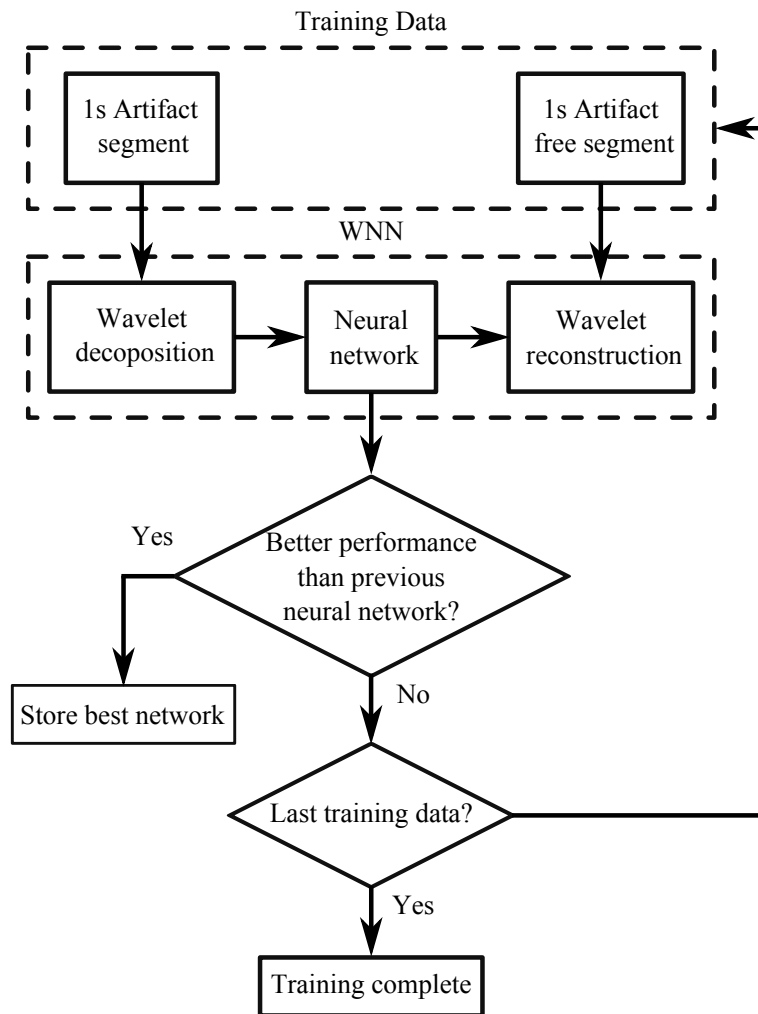 Training Data
1s Artifact
segment
1s Artifact
free segment
WNN
Wavelet
decoposition
Neural
network
Wavelet
reconstruction
Yes
Better performance
than previous
neural network?
Store best network
No
Last training data?
Yes
Training complete